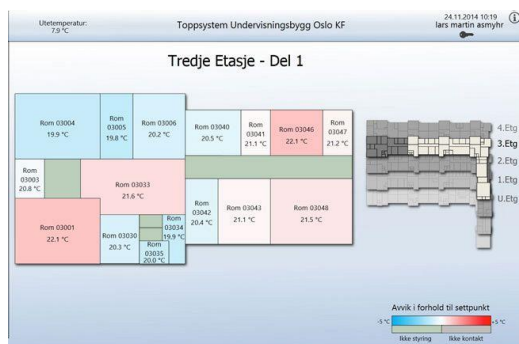 Utetemperatur:
7.9 °C
Toppsystem Undervisningsbygg Oslo KF
24.11.2014 10:19
lars martin asmyhr
Tredje Etasje - Del 1
Rom 03004
19.9 °C
Rom
03005
19.8 °C
Rom 03006
20.2 °C
Rom 03040
20.5 °C
Rom
03041
21.1 °C
Rom 03046
22.1 °C
Rom
03047
21.2 °C
Rom
03003
20.8 °C
Rom 03033
21.6 °C
Rom 03001
22.1 °C
Rom 03030
20.3 °C
Rom
03034
19.9 °C
Rom
03035
20.0 °C
Rom
03042
20.4 °C
Rom 03043
21.1 °C
Rom 03048
21.5 °C
4.Etg
3.Etg
2.Etg
1.Etg
U.Etg
Avvik i forhold til settpunkt
-5 °C
+5 °C
Ikke styring
Ikke kontakt